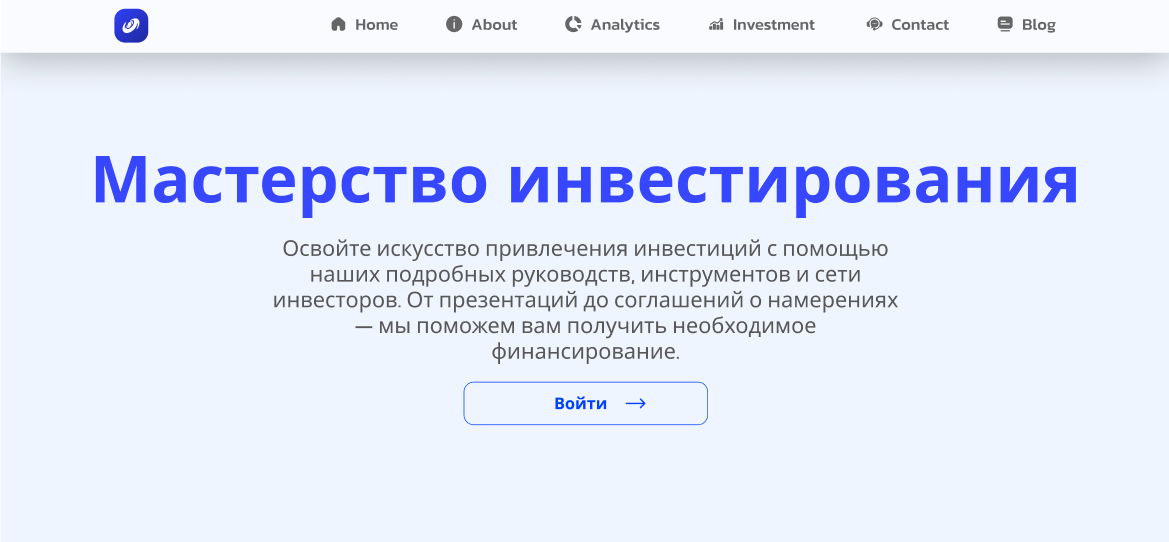 Home About Analytics Investment Contact Blog
Мастерство инвестирования
Освойте искусство привлечения инвестиций с помощью
наших подробных руководств, инструментов и сети
инвесторов. От презентаций до соглашений о намерениях
— мы поможем вам получить необходимое
финансирование.
Войти